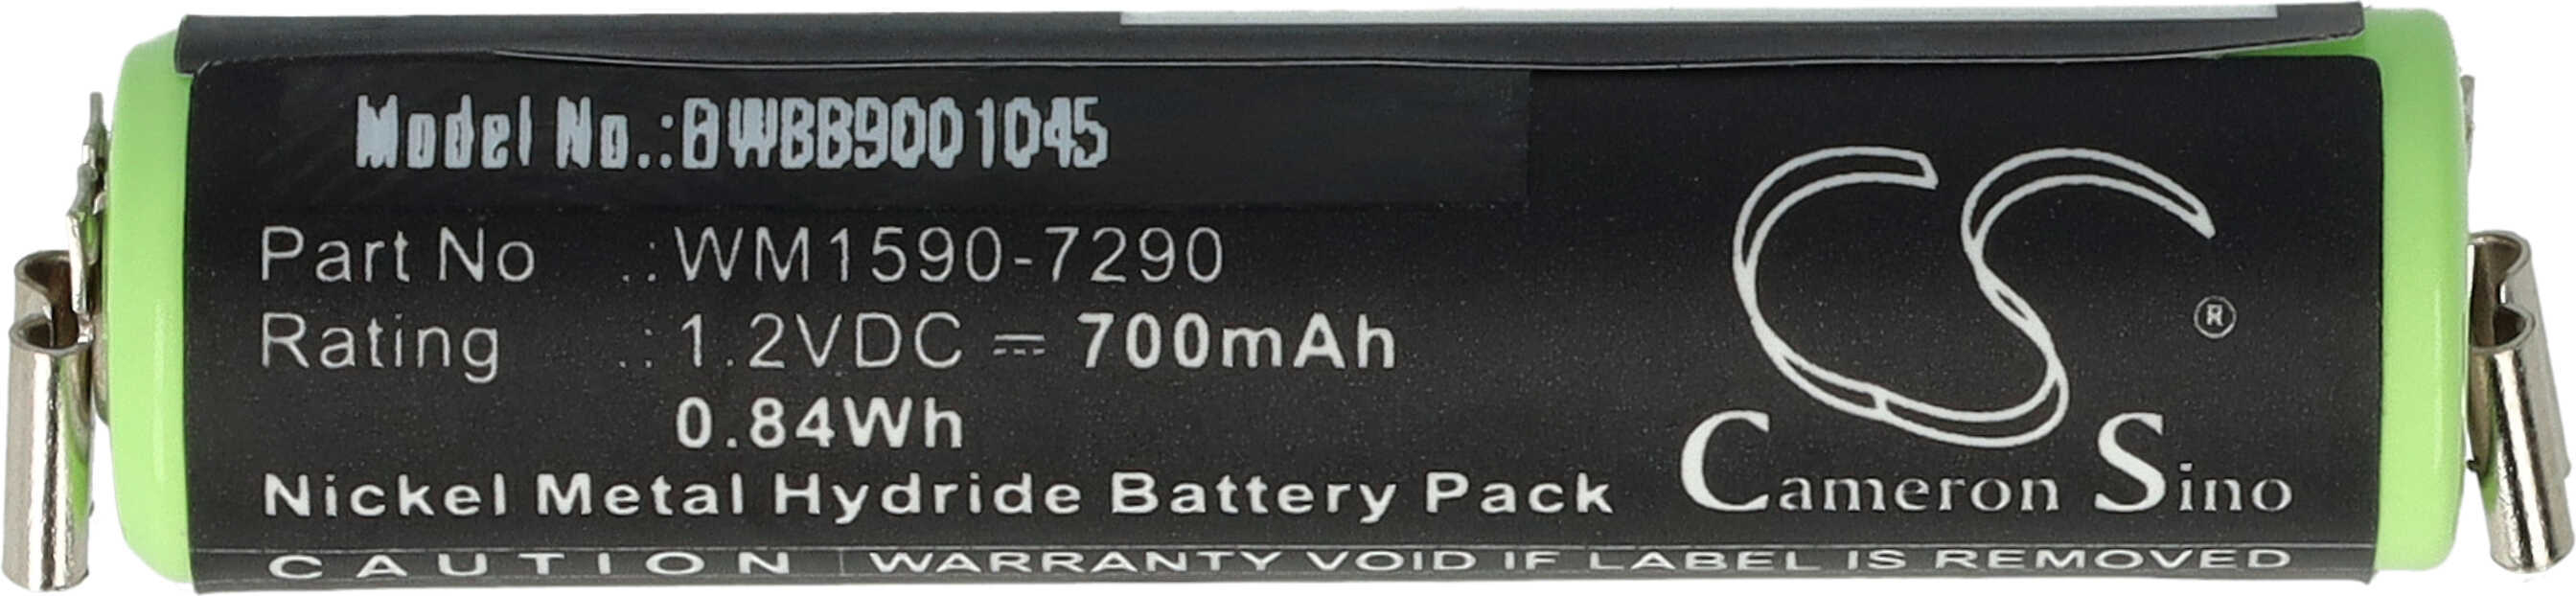 Model No.:BWBB9001045
Part No .:WM1590-7290
Rating .:1.2VDC ⎓ 700mAh
0.84Wh
Nickel Metal Hydride Battery Pack
CS ®
Cameron Sino
CAUTION | WARRANTY VOID IF LABEL IS REMOVED